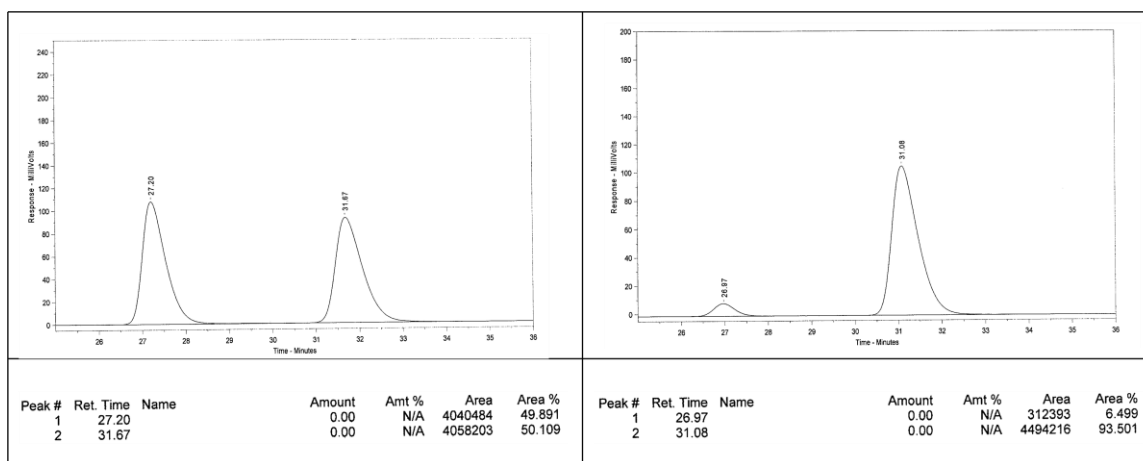 240
220
200
180
160
140
120
100
80
60
40
20
0
Response - MilliVolts
27.20
31.67
26 27 28 29 30 31 32 33 34 35 36
Time - Minutes
Peak # Ret. Time Name Amount Amt % Area Area %
1 27.20 0.00 N/A 4040484 49.891
2 31.67 0.00 N/A 4058203 50.109
200
180
160
140
120
100
80
60
40
20
0
Response - MilliVolts
26.97
31.08
26 27 28 29 30 31 32 33 34 35 36
Time - Minutes
Peak # Ret. Time Name Amount Amt % Area Area %
1 26.97 0.00 N/A 312393 6.499
2 31.08 0.00 N/A 4494216 93.501